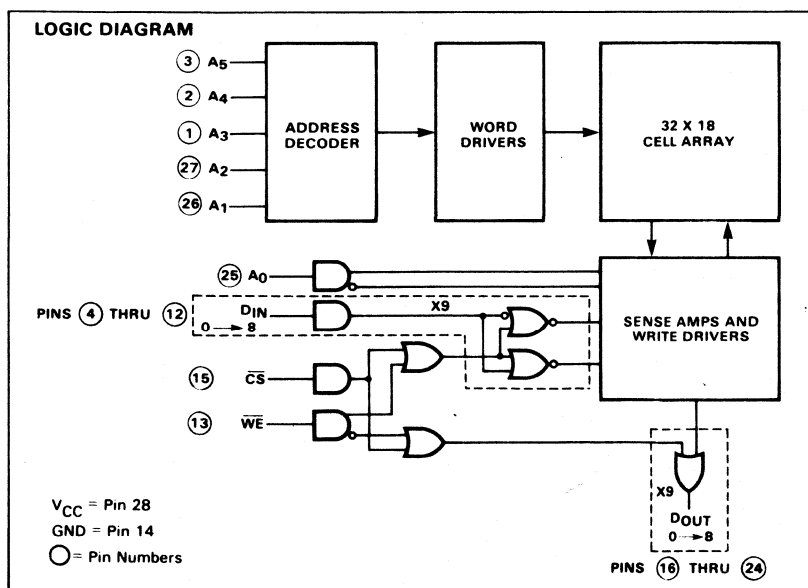 LOGIC DIAGRAM
3 A5
2 A4
1 A3
27 A2
26 A1
ADDRESS
DECODER
WORD
DRIVERS
32 X 18
CELL ARRAY
25 A0
PINS 4 THRU 12
DIN
0 → 8
X9
15 CS
13 WE
SENSE AMPS AND
WRITE DRIVERS
X9
DOUT
0 → 8
PINS 16 THRU 24
VCC = Pin 28
GND = Pin 14
= Pin Numbers